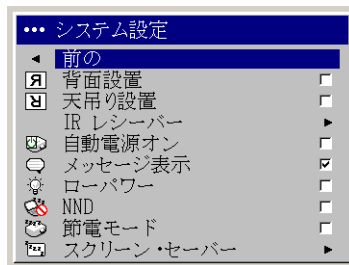 ••• システム設定
前の
背面設置
天吊り設置
IR レシーバー
自動電源オン
メッセージ表示
ローパワー
NND
節電モード
スクリーン・セーバー